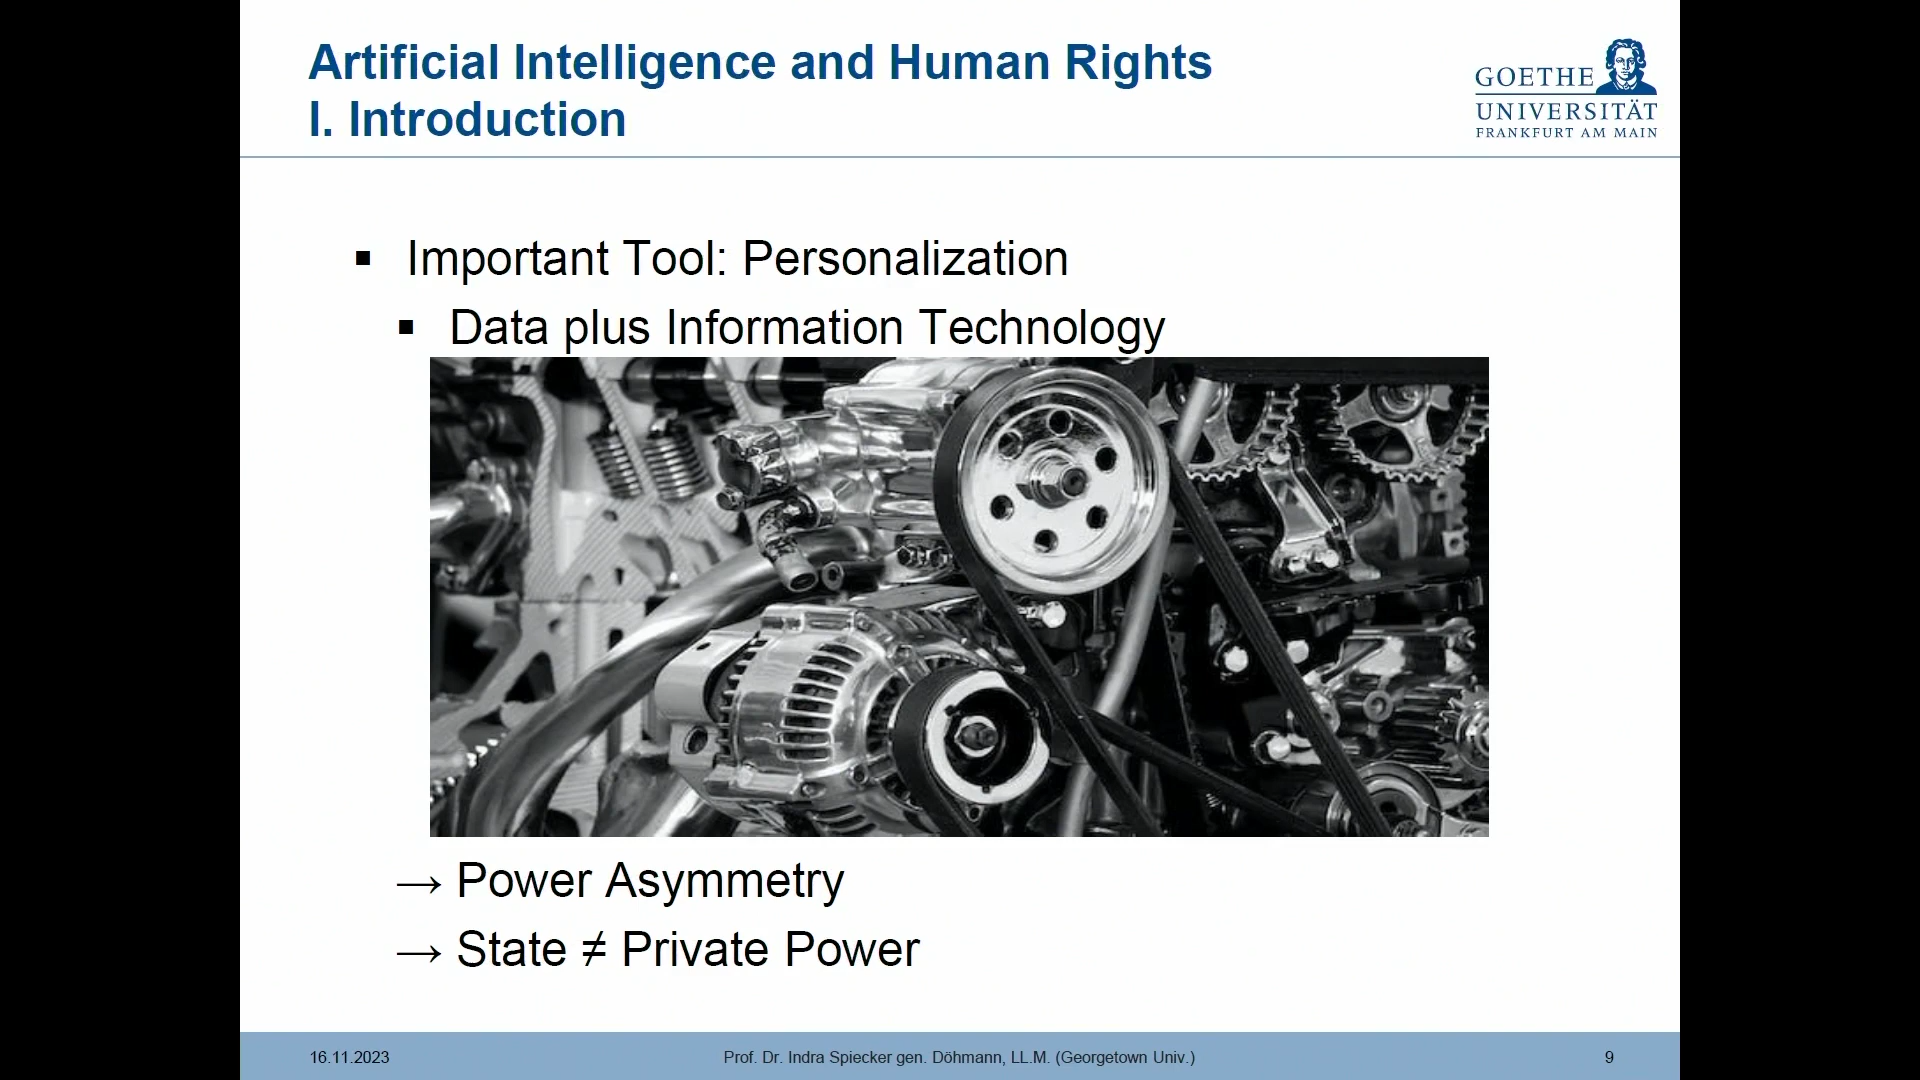 Artificial Intelligence and Human Rights
I. Introduction
GOETHE
UNIVERSITÄT
FRANKFURT AM MAIN
▪ Important Tool: Personalization
▪ Data plus Information Technology
→ Power Asymmetry
→ State ≠ Private Power
16.11.2023
Prof. Dr. Indra Spiecker gen. Döhmann, LL.M. (Georgetown Univ.)
9